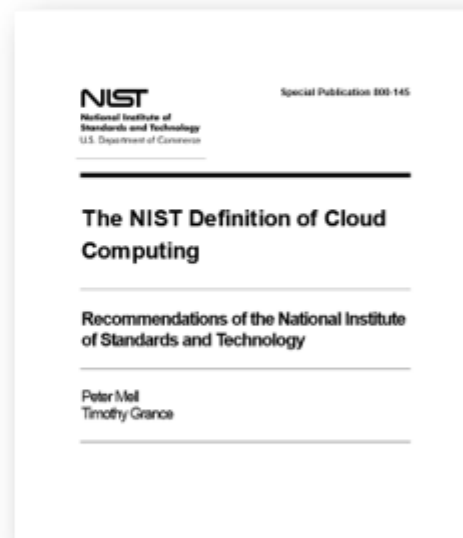 NIST
Special Publication 800-145
National Institute of
Standards and Technology
U.S. Department of Commerce
The NIST Definition of Cloud
Computing
Recommendations of the National Institute
of Standards and Technology
Peter Mell
Timothy Grance